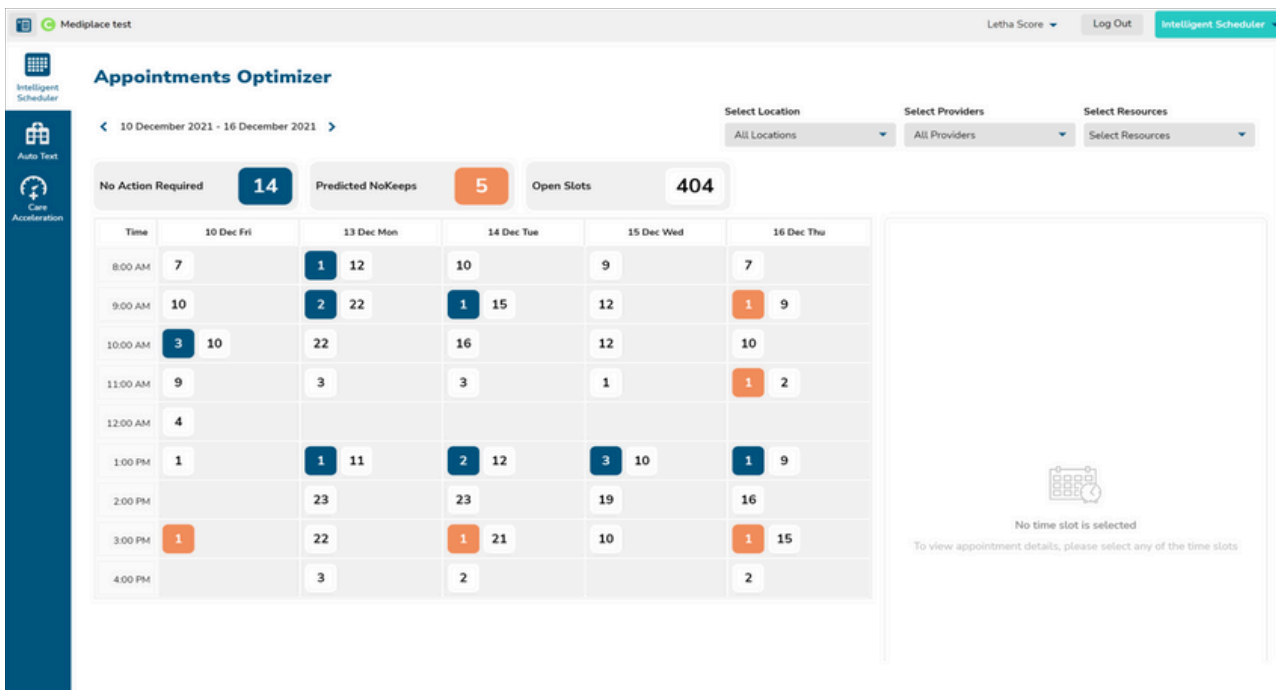 Mediplace test
Letha Score
Log Out
Intelligent Scheduler
Intelligent
Scheduler
Auto Text
Care
Acceleration
Appointments Optimizer
10 December 2021 - 16 December 2021
Select Location
All Locations
Select Providers
All Providers
Select Resources
Select Resources
No Action Required 14
Predicted NoKeeps 5
Open Slots 404
Time 10 Dec Fri 13 Dec Mon 14 Dec Tue 15 Dec Wed 16 Dec Thu
8:00 AM 7 1 12 10 9 7
9:00 AM 10 2 22 1 15 12 1 9
10:00 AM 3 10 22 16 12 10
11:00 AM 9 3 3 1 1 2
12:00 AM 4
1:00 PM 1 1 11 2 12 3 10 1 9
2:00 PM 23 23 19 16
3:00 PM 1 22 1 21 10 1 15
4:00 PM 3 2 2
No time slot is selected
To view appointment details, please select any of the time slots